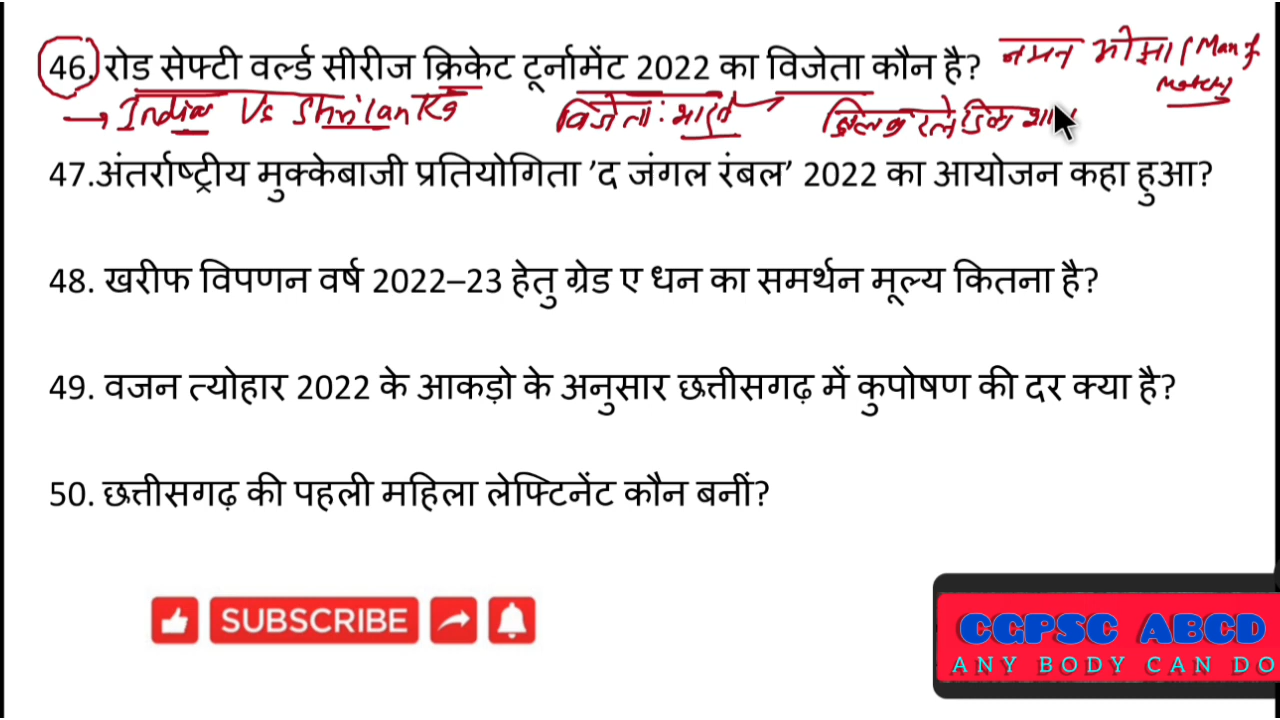 46. रोड सेफ्टी वर्ल्ड सीरीज क्रिकेट टूर्नामेंट 2022 का विजेता कौन है? नमन ओझा (Man of
Match)
→ India Vs Shrilanka विजेता: भारत
47.अंतर्राष्ट्रीय मुक्केबाजी प्रतियोगिता 'द जंगल रंबल' 2022 का आयोजन कहा हुआ?
48. खरीफ विपणन वर्ष 2022–23 हेतु ग्रेड ए धन का समर्थन मूल्य कितना है?
49. वजन त्योहार 2022 के आकड़ो के अनुसार छत्तीसगढ़ में कुपोषण की दर क्या है?
50. छत्तीसगढ़ की पहली महिला लेफ्टिनेंट कौन बनीं?
SUBSCRIBE
CGPSC ABCD
ANY BODY CAN DO